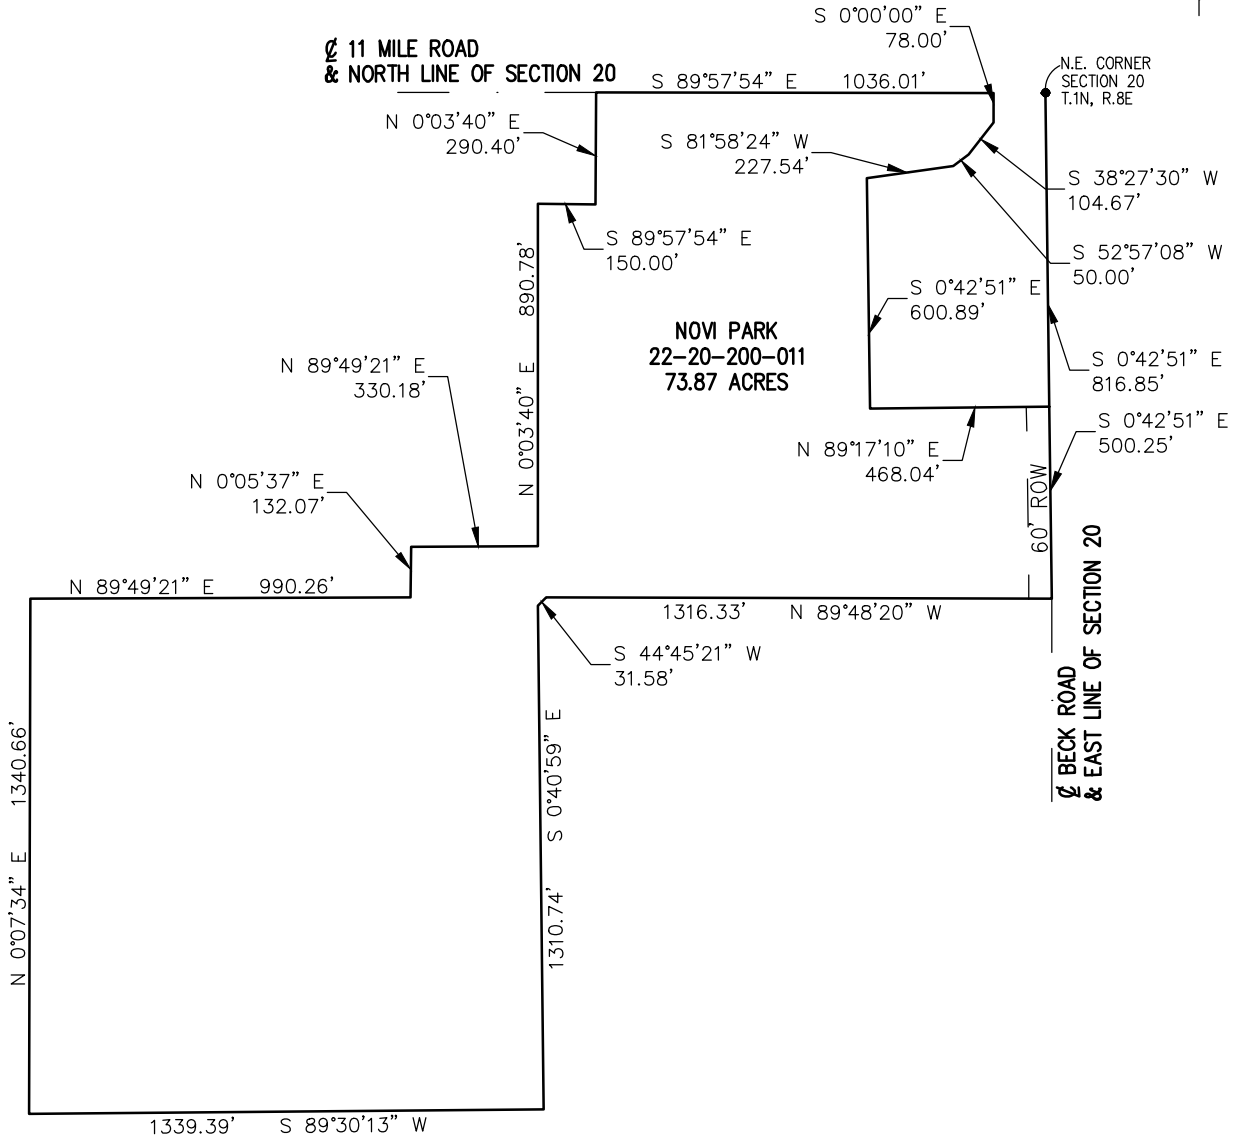 S 0°00'00" E
78.00'
℄ 11 MILE ROAD
& NORTH LINE OF SECTION 20
N.E. CORNER
SECTION 20
T.1N, R.8E
S 89°57'54" E 1036.01'
N 0°03'40" E
290.40'
S 81°58'24" W
227.54'
S 38°27'30" W
104.67'
S 89°57'54" E
150.00'
S 52°57'08" W
50.00'
N 0°03'40" E 890.78'
S 0°42'51" E
600.89'
NOVI PARK
22-20-200-011
73.87 ACRES
N 89°49'21" E
330.18'
S 0°42'51" E
816.85'
S 0°42'51" E
500.25'
N 89°17'10" E
468.04'
N 0°05'37" E
132.07'
60' ROW
N 89°49'21" E 990.26'
1316.33' N 89°48'20" W
S 44°45'21" W
31.58'
℄ BECK ROAD
& EAST LINE OF SECTION 20
N 0°07'34" E 1340.66'
1310.74' S 0°40'59" E
1339.39' S 89°30'13" W